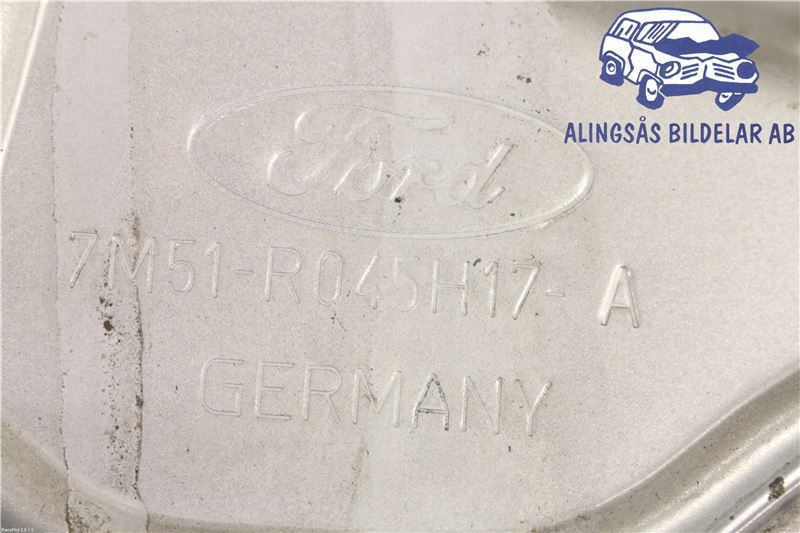 ALINGSÅS BILDELAR AB
Ford
7M51-R045H17-A
GERMANY